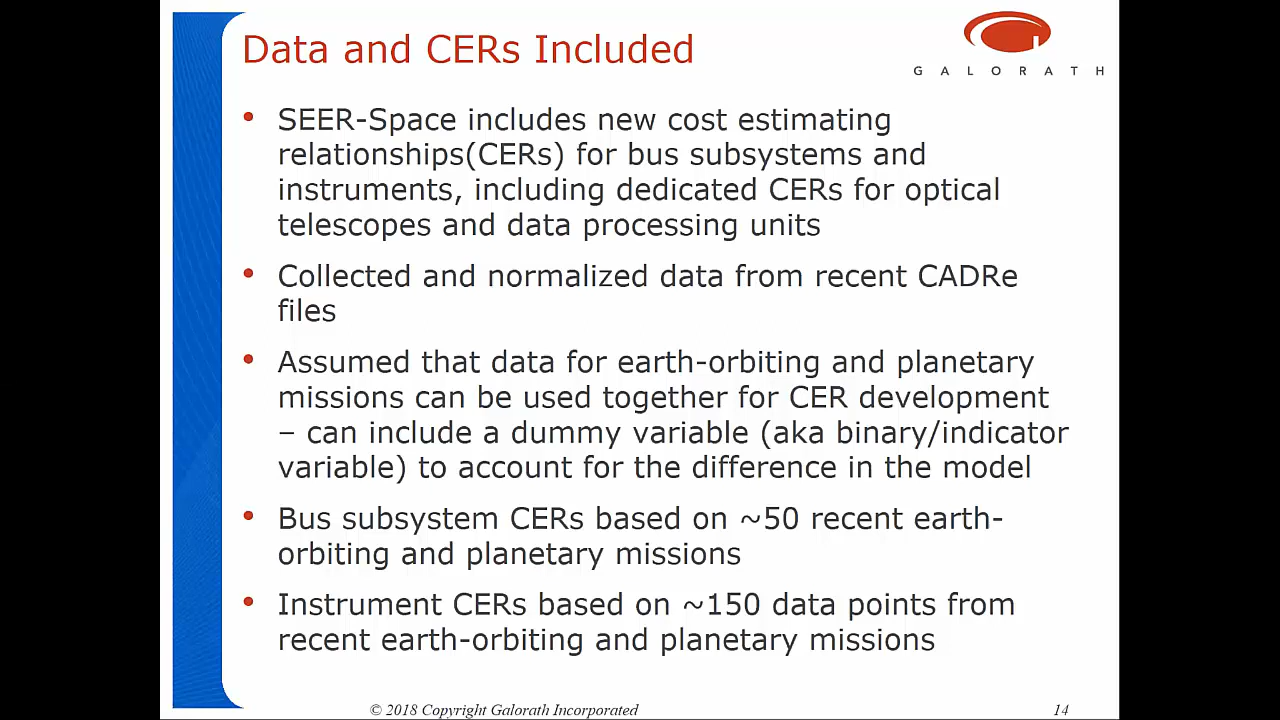 Data and CERs Included
GALORATH
• SEER-Space includes new cost estimating
relationships(CERs) for bus subsystems and
instruments, including dedicated CERs for optical
telescopes and data processing units
• Collected and normalized data from recent CADRe
files
• Assumed that data for earth-orbiting and planetary
missions can be used together for CER development
– can include a dummy variable (aka binary/indicator
variable) to account for the difference in the model
• Bus subsystem CERs based on ~50 recent earth-
orbiting and planetary missions
• Instrument CERs based on ~150 data points from
recent earth-orbiting and planetary missions
© 2018 Copyright Galorath Incorporated
14